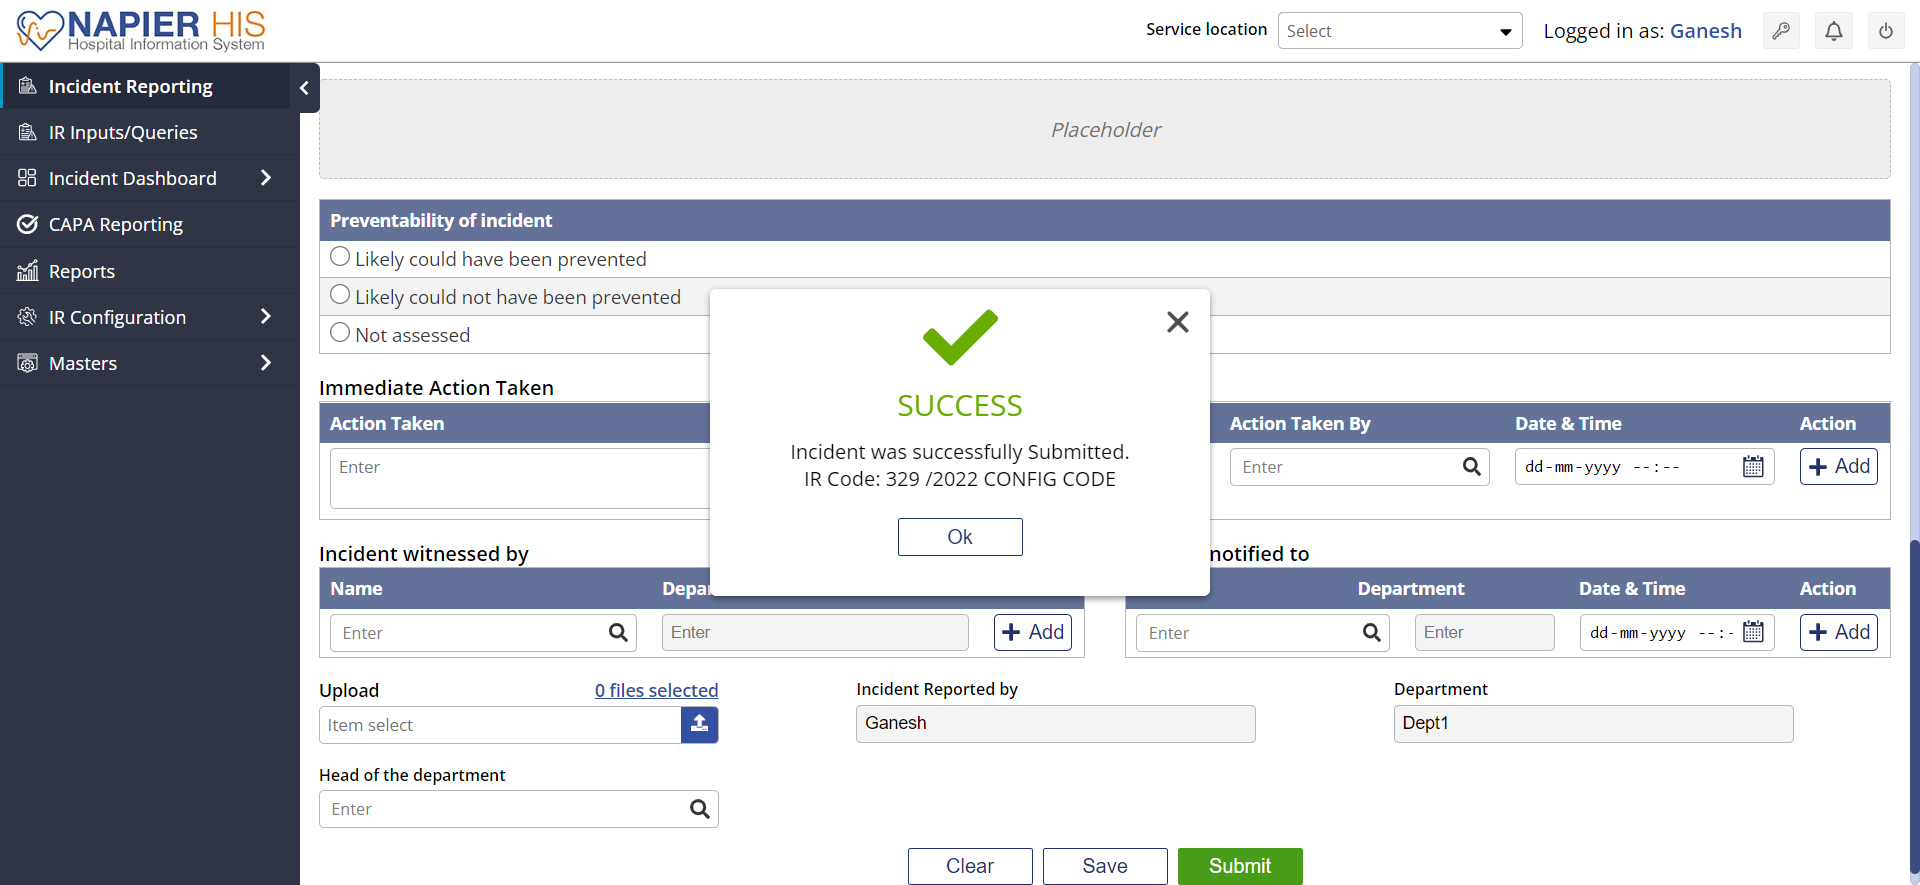 NAPIER HIS
Hospital Information System
Service location
Select
Logged in as: Ganesh
Incident Reporting
IR Inputs/Queries
Incident Dashboard
CAPA Reporting
Reports
IR Configuration
Masters
Placeholder
Preventability of incident
Likely could have been prevented
Likely could not have been prevented
Not assessed
SUCCESS
Incident was successfully Submitted.
IR Code: 329 /2022 CONFIG CODE
Ok
Immediate Action Taken
Action Taken Action Taken By Date & Time Action
Enter Enter dd-mm-yyyy --:-- Add
Incident witnessed by notified to
Name Depar Department Date & Time Action
Enter Enter Add Enter Enter dd-mm-yyyy --:- Add
Upload 0 files selected Incident Reported by Department
Item select Ganesh Dept1
Head of the department
Enter
Clear Save Submit